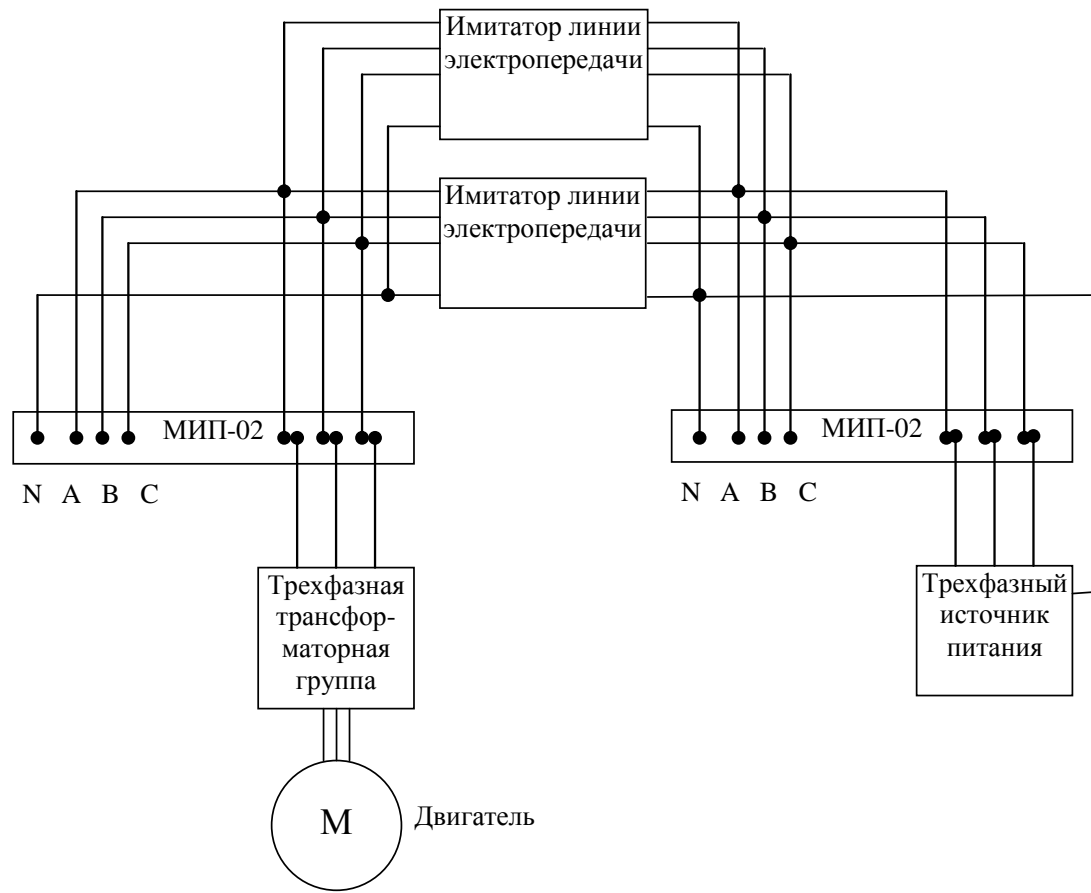 Имитатор линии
электропередачи
Имитатор линии
электропередачи
МИП-02
N A B C
МИП-02
N A B C
Трехфазная
трансфор-
маторная
группа
Трехфазный
источник
питания
М
Двигатель